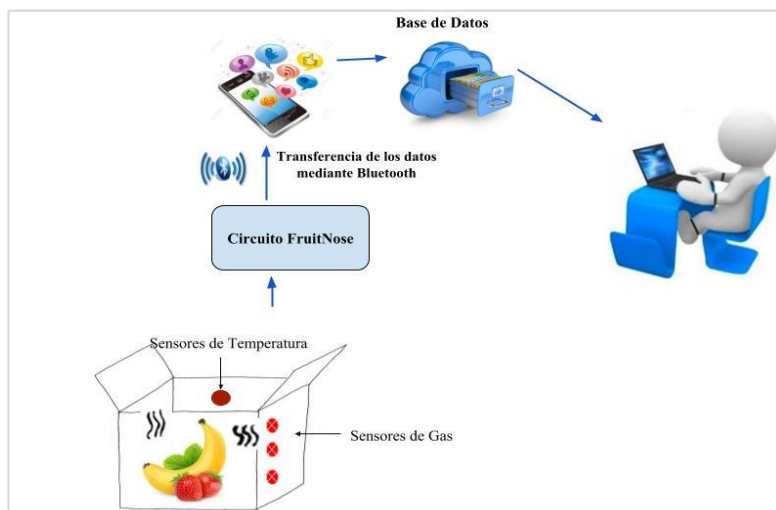 Base de Datos
Transferencia de los datos
mediante Bluetooth
Circuito FruitNose
Sensores de Temperatura
Sensores de Gas